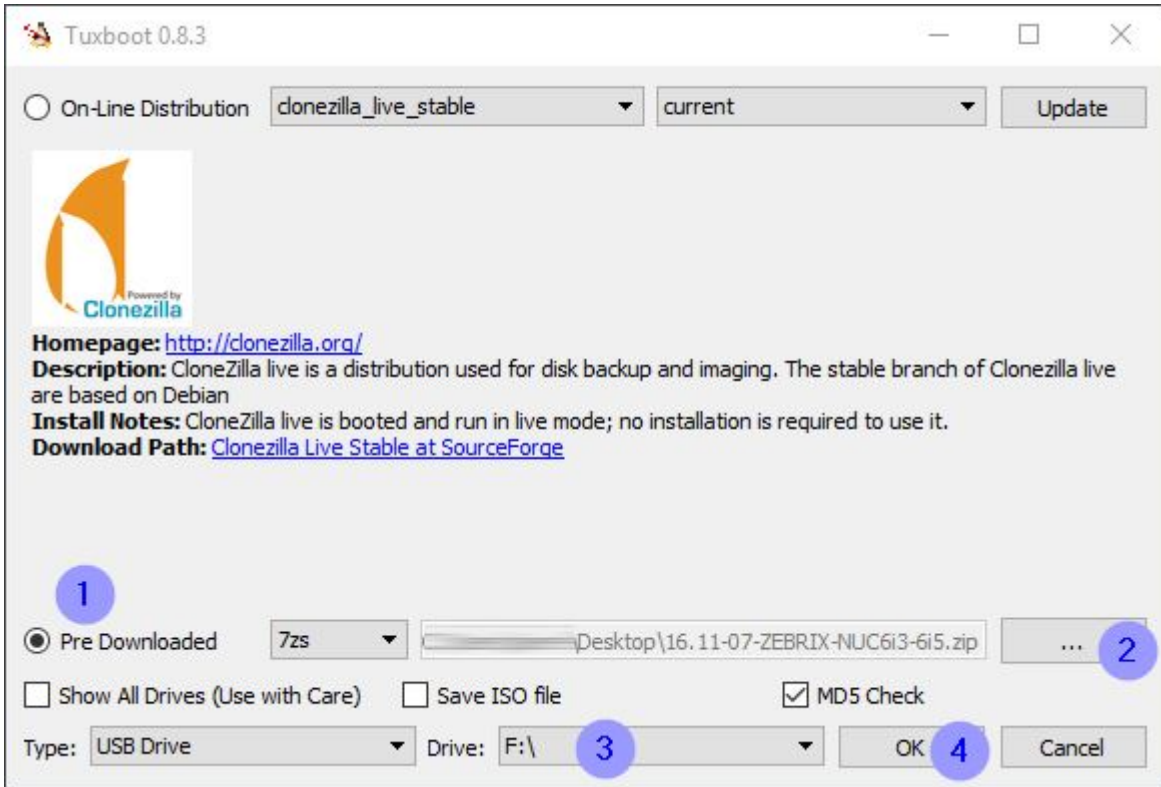 Tuxboot 0.8.3
On-Line Distribution clonezilla_live_stable current Update
Powered by
Clonezilla
Homepage: http://clonezilla.org/
Description: CloneZilla live is a distribution used for disk backup and imaging. The stable branch of Clonezilla live
are based on Debian
Install Notes: CloneZilla live is booted and run in live mode; no installation is required to use it.
Download Path: Clonezilla Live Stable at SourceForge
1
Pre Downloaded 7zs \Desktop\16.11-07-ZEBRIX-NUC6i3-6i5.zip ... 2
Show All Drives (Use with Care) Save ISO file MD5 Check
Type: USB Drive Drive: F:\ 3 OK 4 Cancel